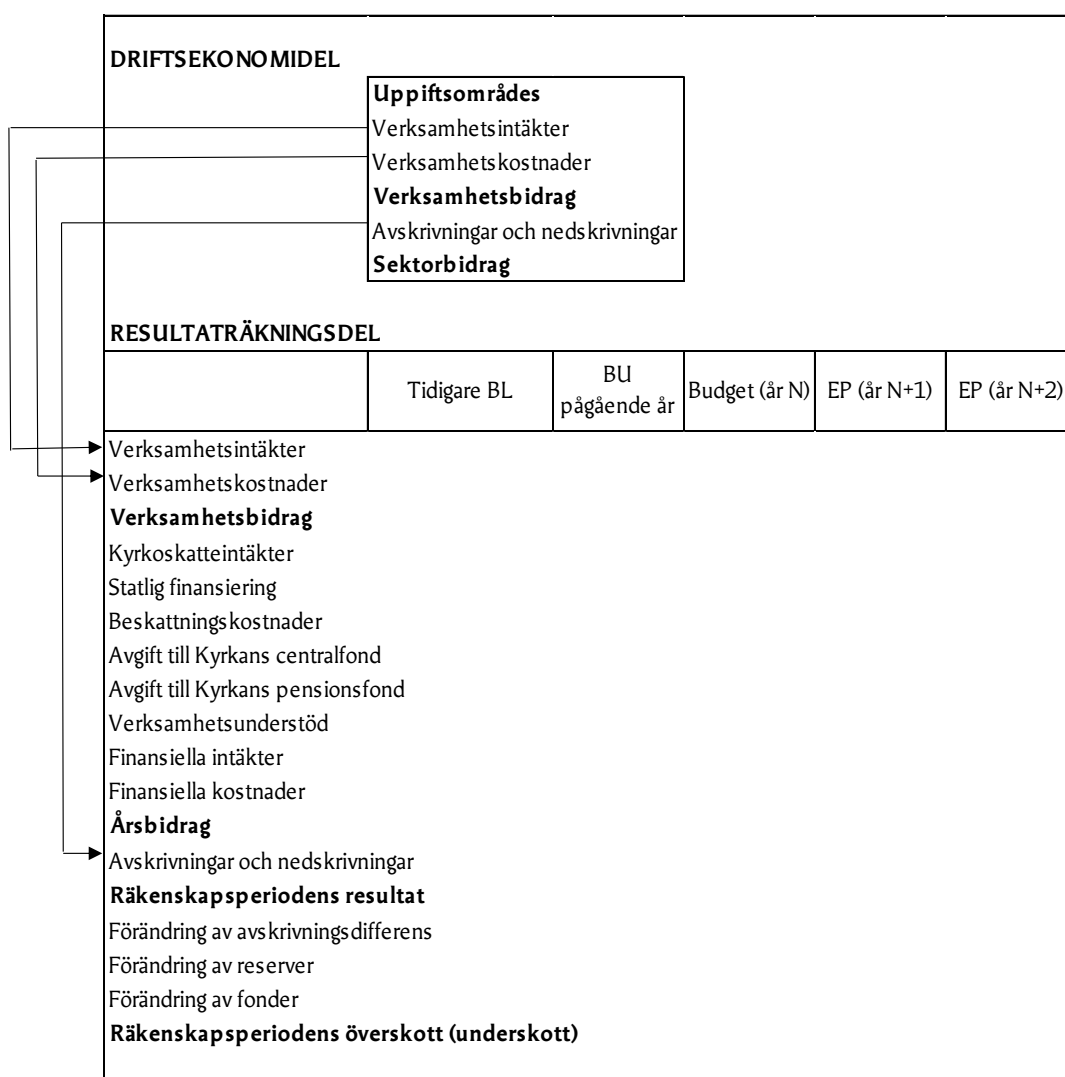 DRIFTSEKONOMIDEL
Uppiftsområdes
Verksamhetsintäkter
Verksamhetskostnader
Verksamhetsbidrag
Avskrivningar och nedskrivningar
Sektorbidrag
RESULTATRÄKNINGSDEL
Tidigare BL
BU
pågående år
Budget (år N)
EP (år N+1)
EP (år N+2)
Verksamhetsintäkter
Verksamhetskostnader
Verksamhetsbidrag
Kyrkoskatteintäkter
Statlig finansiering
Beskattningskostnader
Avgift till Kyrkans centralfond
Avgift till Kyrkans pensionsfond
Verksamhetsunderstöd
Finansiella intäkter
Finansiella kostnader
Årsbidrag
Avskrivningar och nedskrivningar
Räkenskapsperiodens resultat
Förändring av avskrivningsdifferens
Förändring av reserver
Förändring av fonder
Räkenskapsperiodens överskott (underskott)